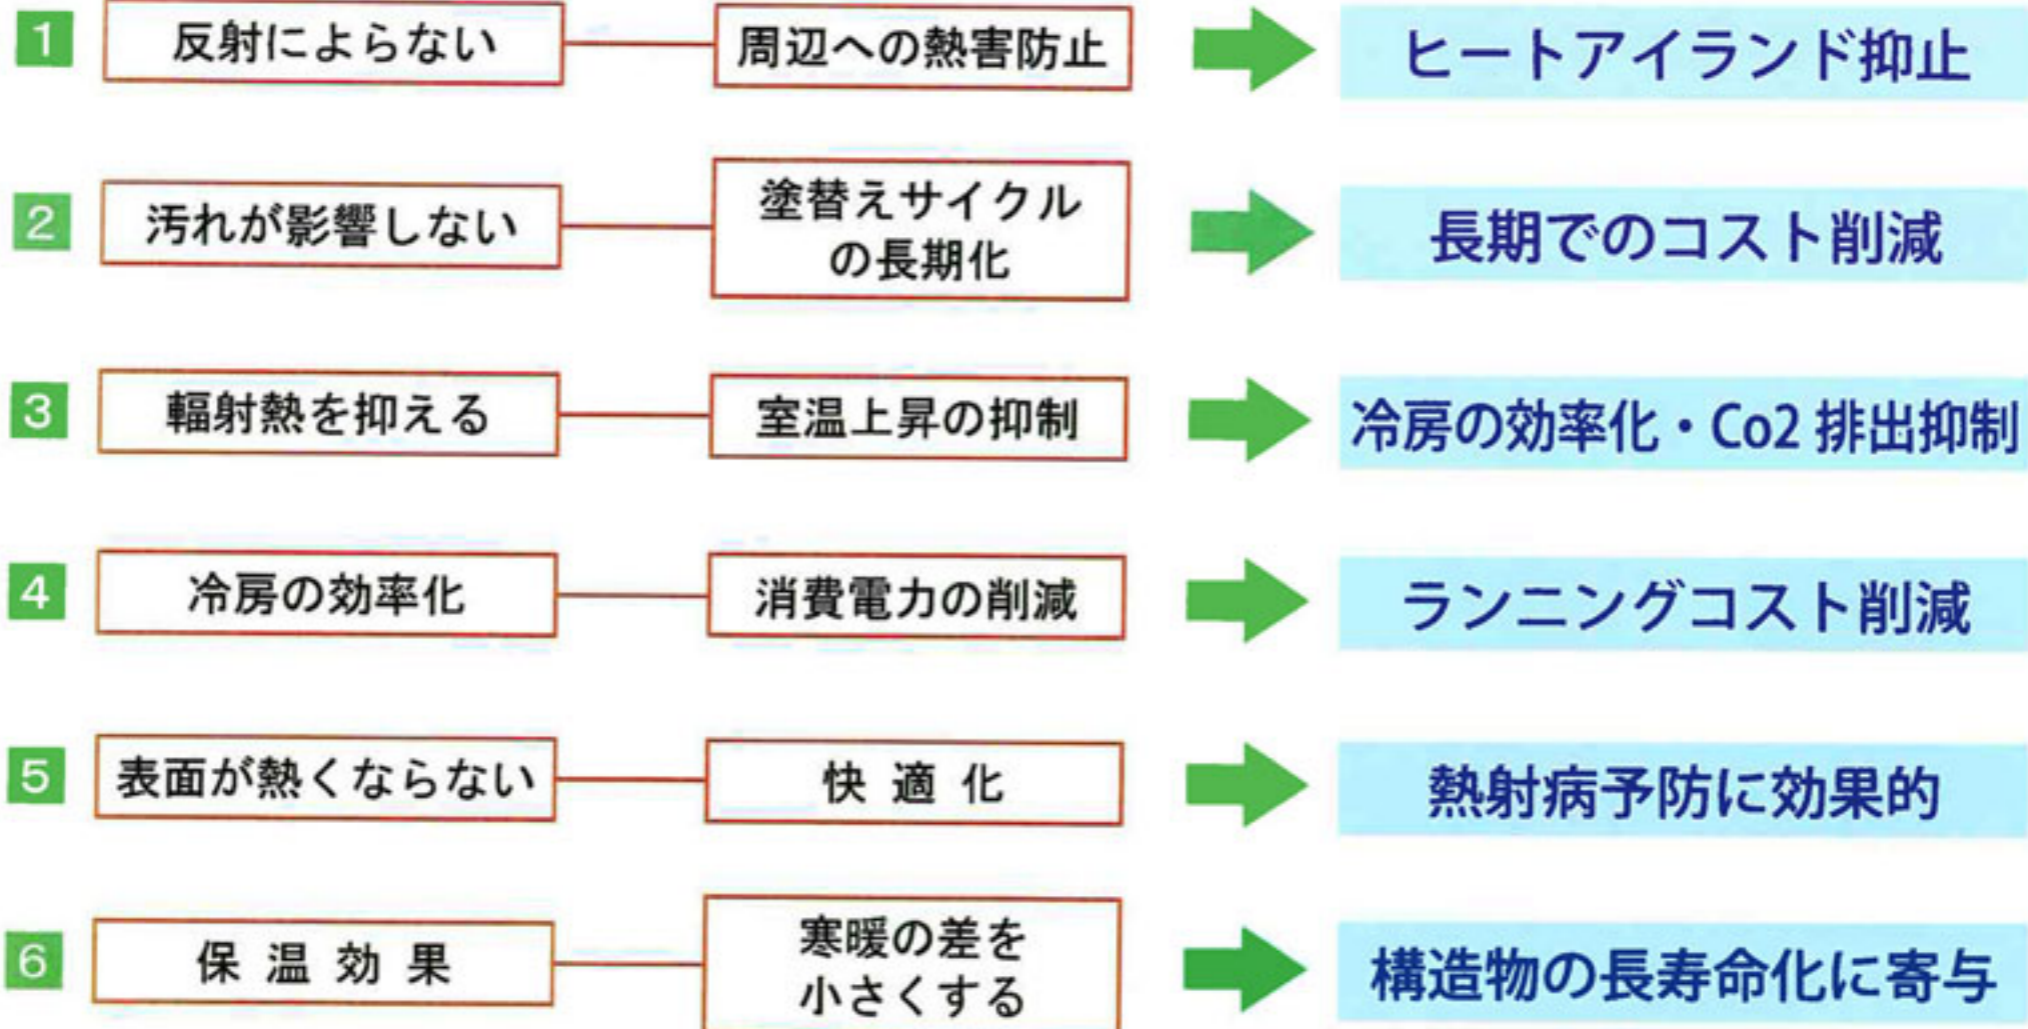 1 反射によらない 周辺への熱害防止 ヒートアイランド抑止
2 汚れが影響しない 塗替えサイクル
の長期化 長期でのコスト削減
3 輻射熱を抑える 室温上昇の抑制 冷房の効率化・Co2 排出抑制
4 冷房の効率化 消費電力の削減 ランニングコスト削減
5 表面が熱くならない 快 適 化 熱射病予防に効果的
6 保 温 効 果 寒暖の差を
小さくする 構造物の長寿命化に寄与